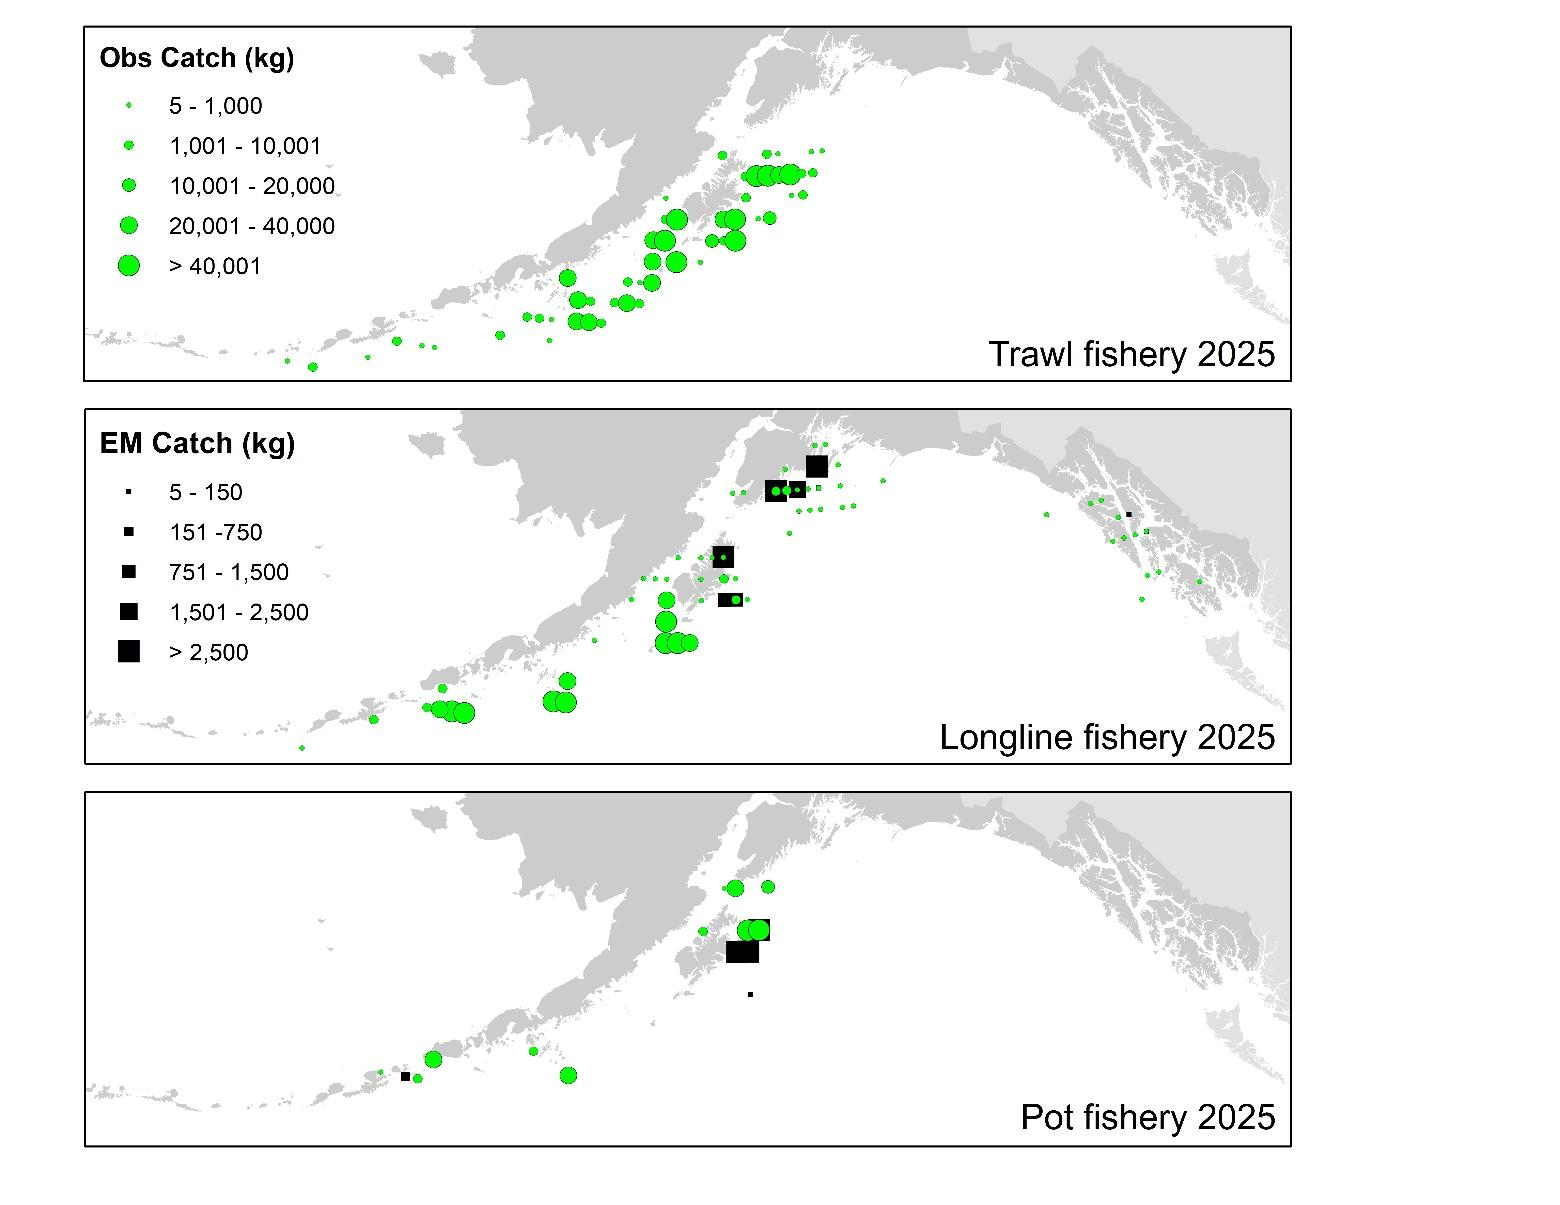 Obs Catch (kg)
5 - 1,000
1,001 - 10,001
10,001 - 20,000
20,001 - 40,000
> 40,001
Trawl fishery 2025
EM Catch (kg)
5 - 150
151 -750
751 - 1,500
1,501 - 2,500
> 2,500
Longline fishery 2025
Pot fishery 2025